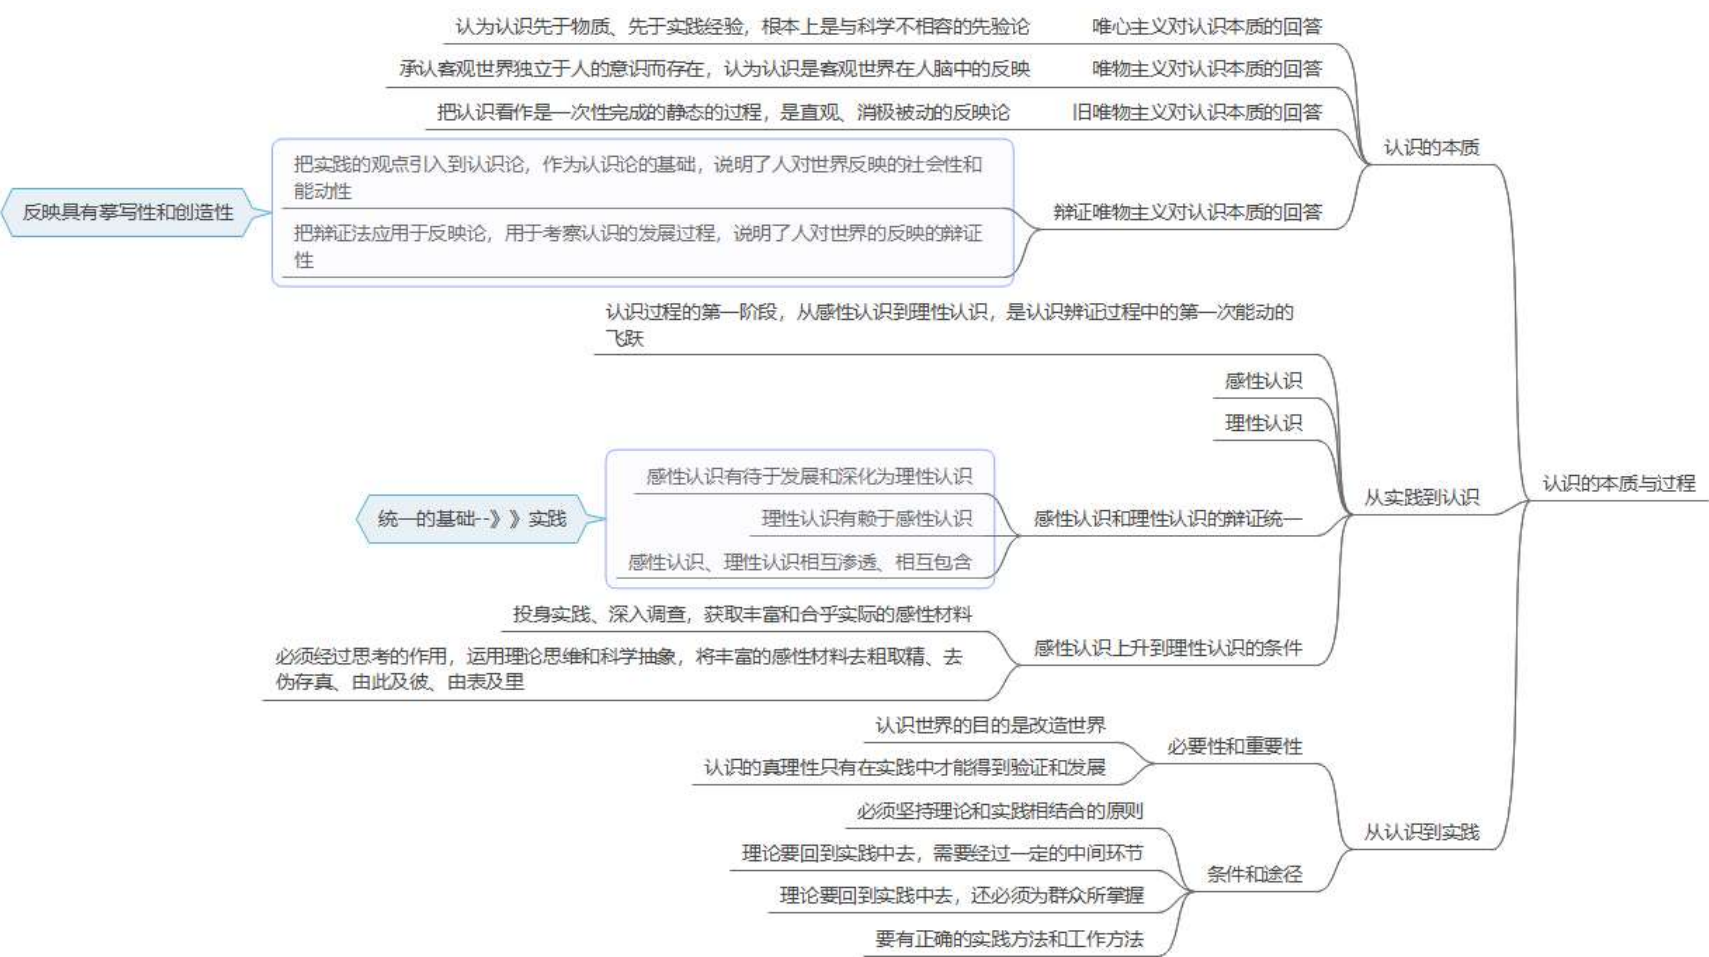 认为认识先于物质、先于实践经验，根本上是与科学不相容的先验论
唯心主义对认识本质的回答
承认客观世界独立于人的意识而存在，认为认识是客观世界在人脑中的反映
唯物主义对认识本质的回答
把认识看作是一次性完成的静态的过程，是直观、消极被动的反映论
旧唯物主义对认识本质的回答
认识的本质
把实践的观点引入到认识论，作为认识论的基础，说明了人对世界反映的社会性和
能动性
反映具有摹写性和创造性
辩证唯物主义对认识本质的回答
把辩证法应用于反映论，用于考察认识的发展过程，说明了人对世界的反映的辩证
性
认识过程的第一阶段，从感性认识到理性认识，是认识辨证过程中的第一次能动的
飞跃
感性认识
理性认识
感性认识有待于发展和深化为理性认识
认识的本质与过程
从实践到认识
统一的基础--》》实践
理性认识有赖于感性认识
感性认识和理性认识的辩证统一
感性认识、理性认识相互渗透、相互包含
投身实践、深入调查，获取丰富和合乎实际的感性材料
感性认识上升到理性认识的条件
必须经过思考的作用，运用理论思维和科学抽象，将丰富的感性材料去粗取精、去
伪存真、由此及彼、由表及里
认识世界的目的是改造世界
必要性和重要性
认识的真理性只有在实践中才能得到验证和发展
必须坚持理论和实践相结合的原则
从认识到实践
理论要回到实践中去，需要经过一定的中间环节
条件和途径
理论要回到实践中去，还必须为群众所掌握
要有正确的实践方法和工作方法